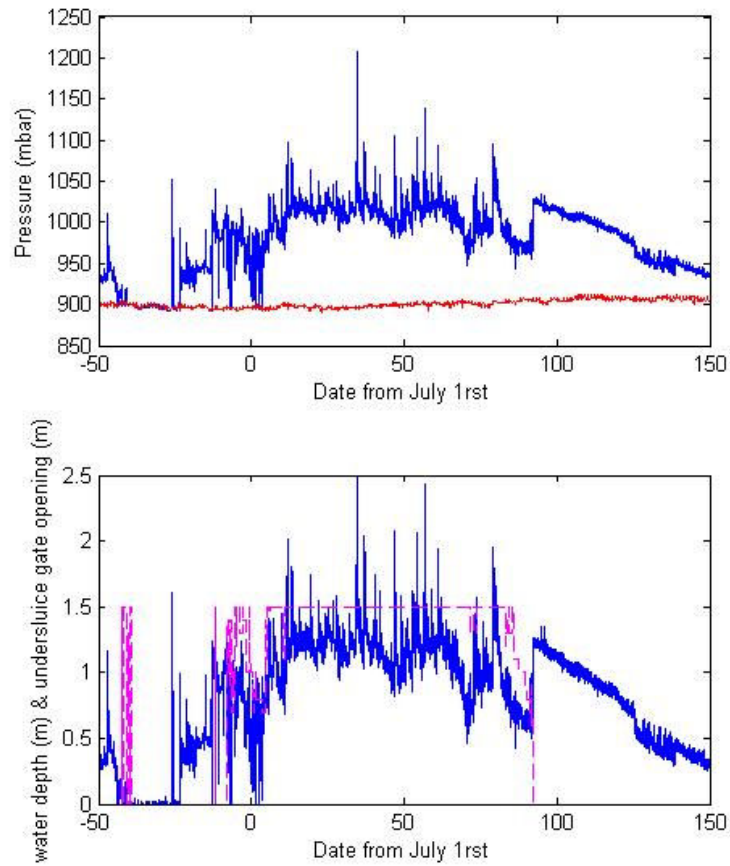 1250
1200
1150
1100
1050
1000
950
900
850
Pressure (mbar)
-50 0 50 100 150
Date from July 1rst
water depth (m) & undersluice gate opening (m)
2.5
2
1.5
1
0.5
0
-50 0 50 100 150
Date from July 1rst